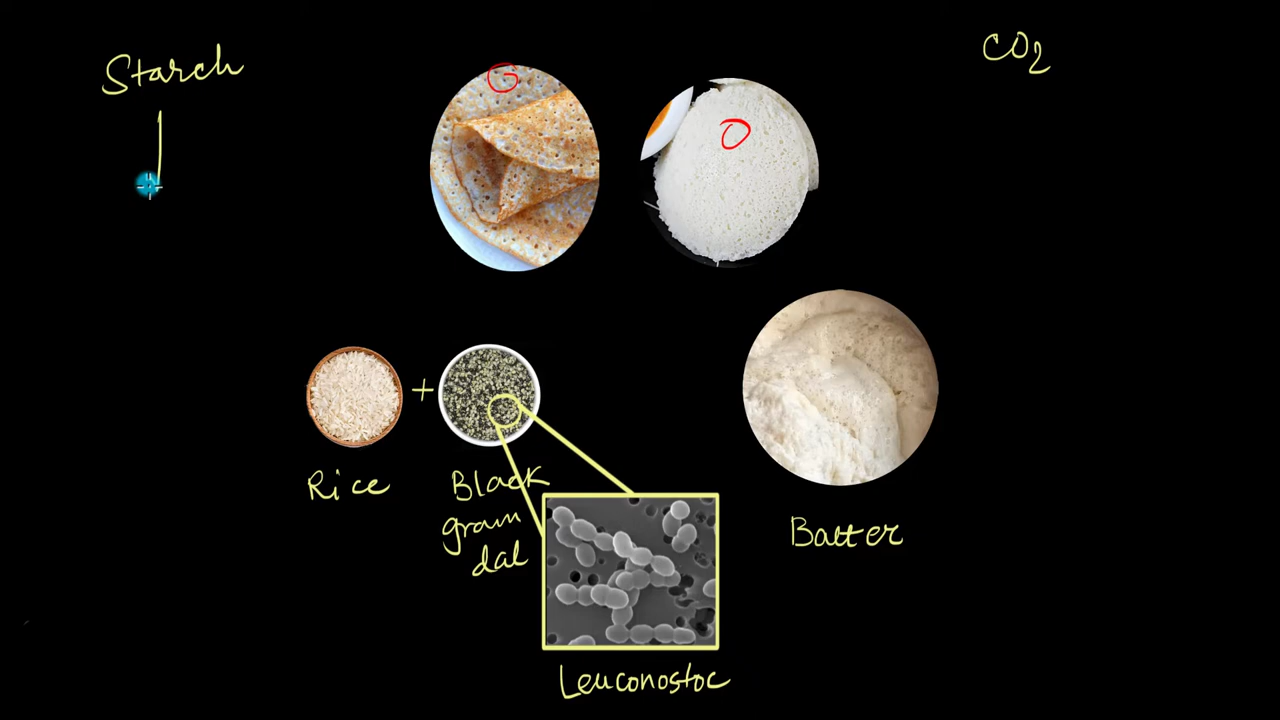 Starch
CO2
+
Rice
Black
gram
dal
Batter
Leuconostoc